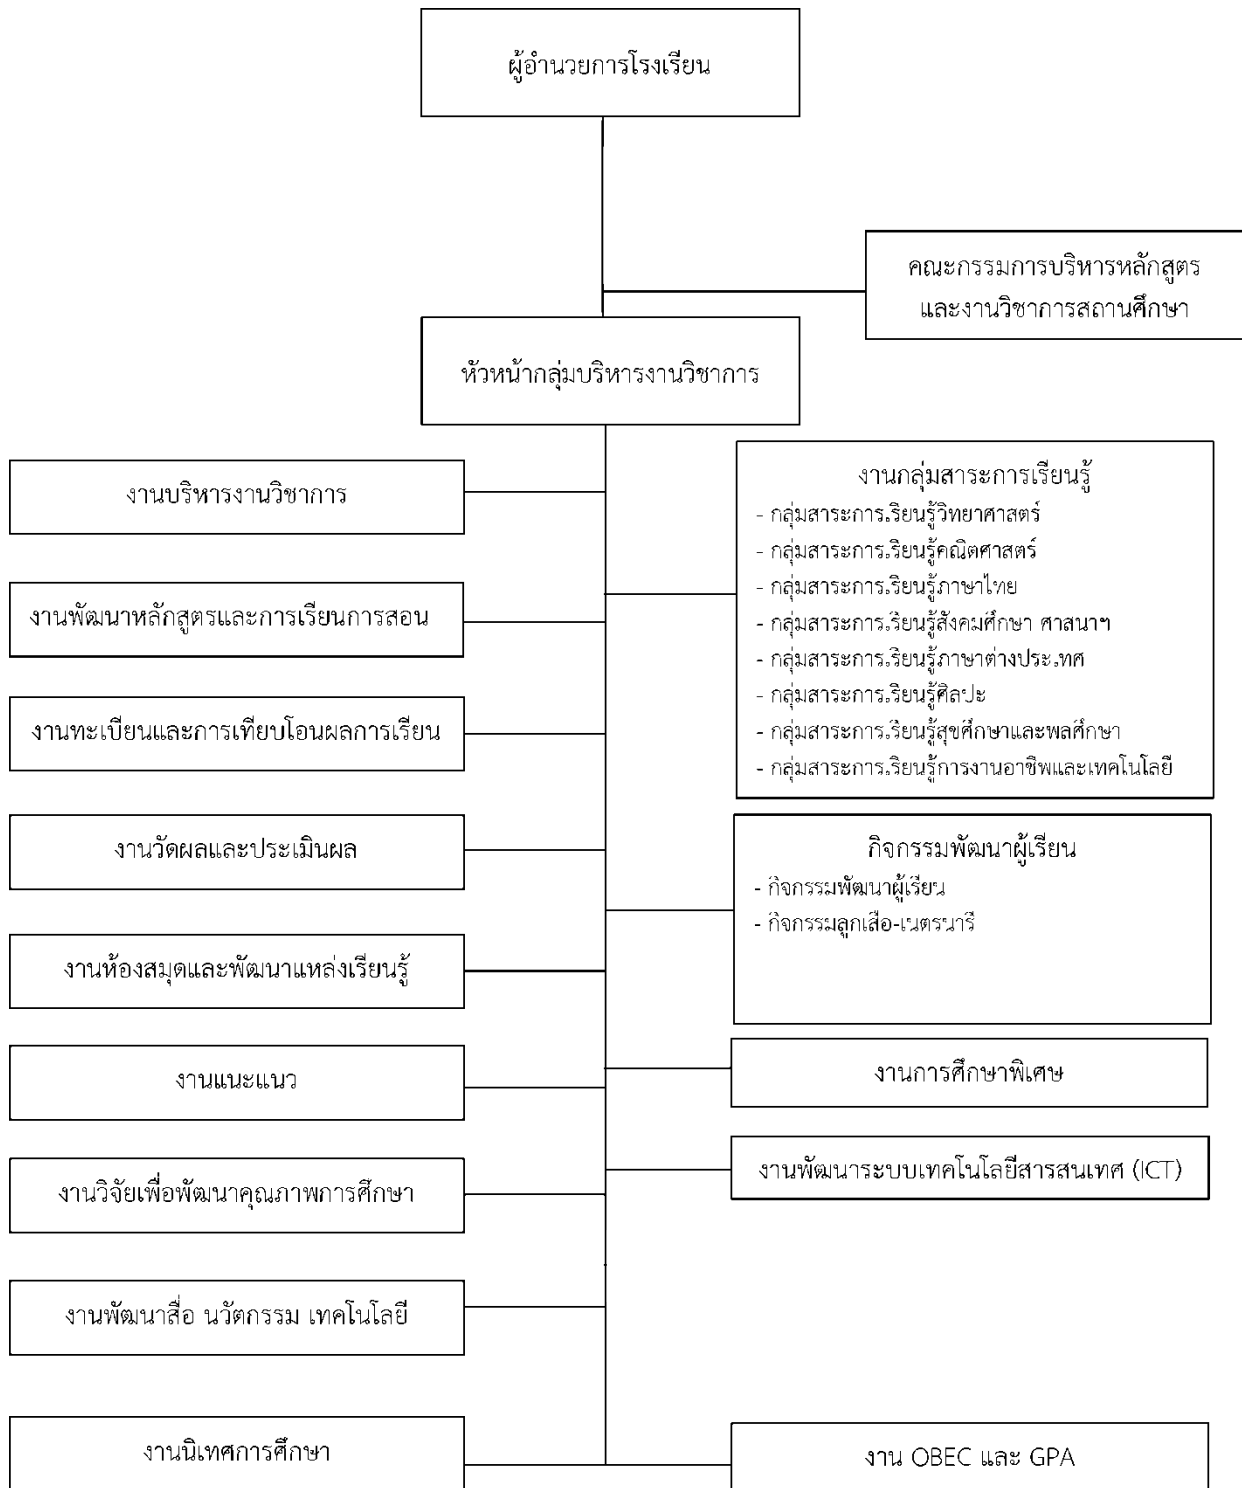 ผู้อำนวยการโรงเรียน
คณะกรรมการบริหารหลักสูตร
และงานวิชาการสถานศึกษา
หัวหน้ากลุ่มบริหารงานวิชาการ
งานบริหารงานวิชาการ
งานพัฒนาหลักสูตรและการเรียนการสอน
งานทะเบียนและการเทียบโอนผลการเรียน
งานวัดผลและประเมินผล
งานห้องสมุดและพัฒนาแหล่งเรียนรู้
งานแนะแนว
งานวิจัยเพื่อพัฒนาคุณภาพการศึกษา
งานพัฒนาสื่อ นวัตกรรม เทคโนโลยี
งานนิเทศการศึกษา
งานกลุ่มสาระการเรียนรู้
- กลุ่มสาระการเรียนรู้วิทยาศาสตร์
- กลุ่มสาระการเรียนรู้คณิตศาสตร์
- กลุ่มสาระการเรียนรู้ภาษาไทย
- กลุ่มสาระการเรียนรู้สังคมศึกษา ศาสนาฯ
- กลุ่มสาระการเรียนรู้ภาษาต่างประเทศ
- กลุ่มสาระการเรียนรู้ศิลปะ
- กลุ่มสาระการเรียนรู้สุขศึกษาและพลศึกษา
- กลุ่มสาระการเรียนรู้การงานอาชีพและเทคโนโลยี
กิจกรรมพัฒนาผู้เรียน
- กิจกรรมพัฒนาผู้เรียน
- กิจกรรมลูกเสือ-เนตรนารี
งานการศึกษาพิเศษ
งานพัฒนาระบบเทคโนโลยีสารสนเทศ (ICT)
งาน OBEC และ GPA